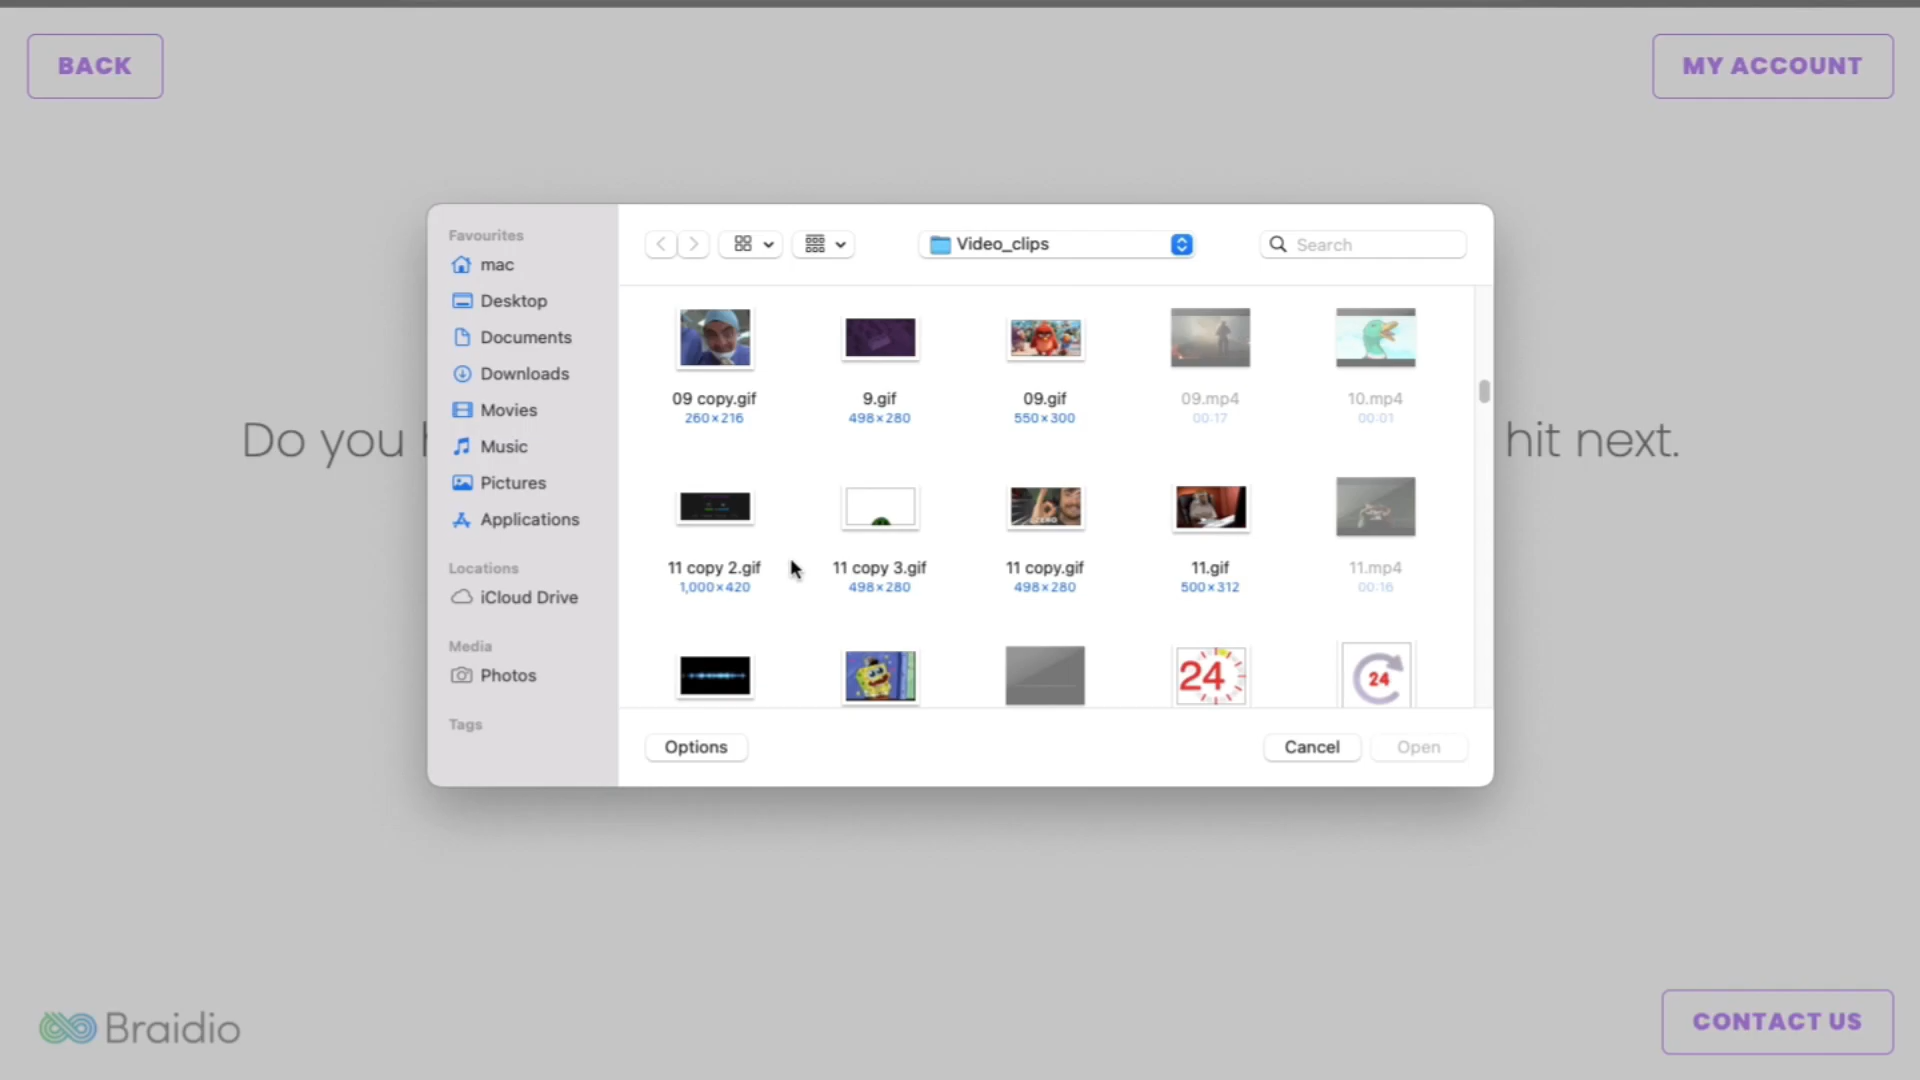 BACK
MY ACCOUNT
Do you
hit next.
Favourites
mac
Desktop
Documents
Downloads
Movies
Music
Pictures
Applications
Locations
iCloud Drive
Media
Photos
Tags
Video_clips
Search
09 copy.gif
260×216
9.gif
498×280
09.gif
550×300
09.mp4
00:17
10.mp4
00:01
11 copy 2.gif
1,000×420
11 copy 3.gif
498×280
11 copy.gif
498×280
11.gif
500×312
11.mp4
00:16
24
24
Options
Cancel
Open
Braidio
CONTACT US